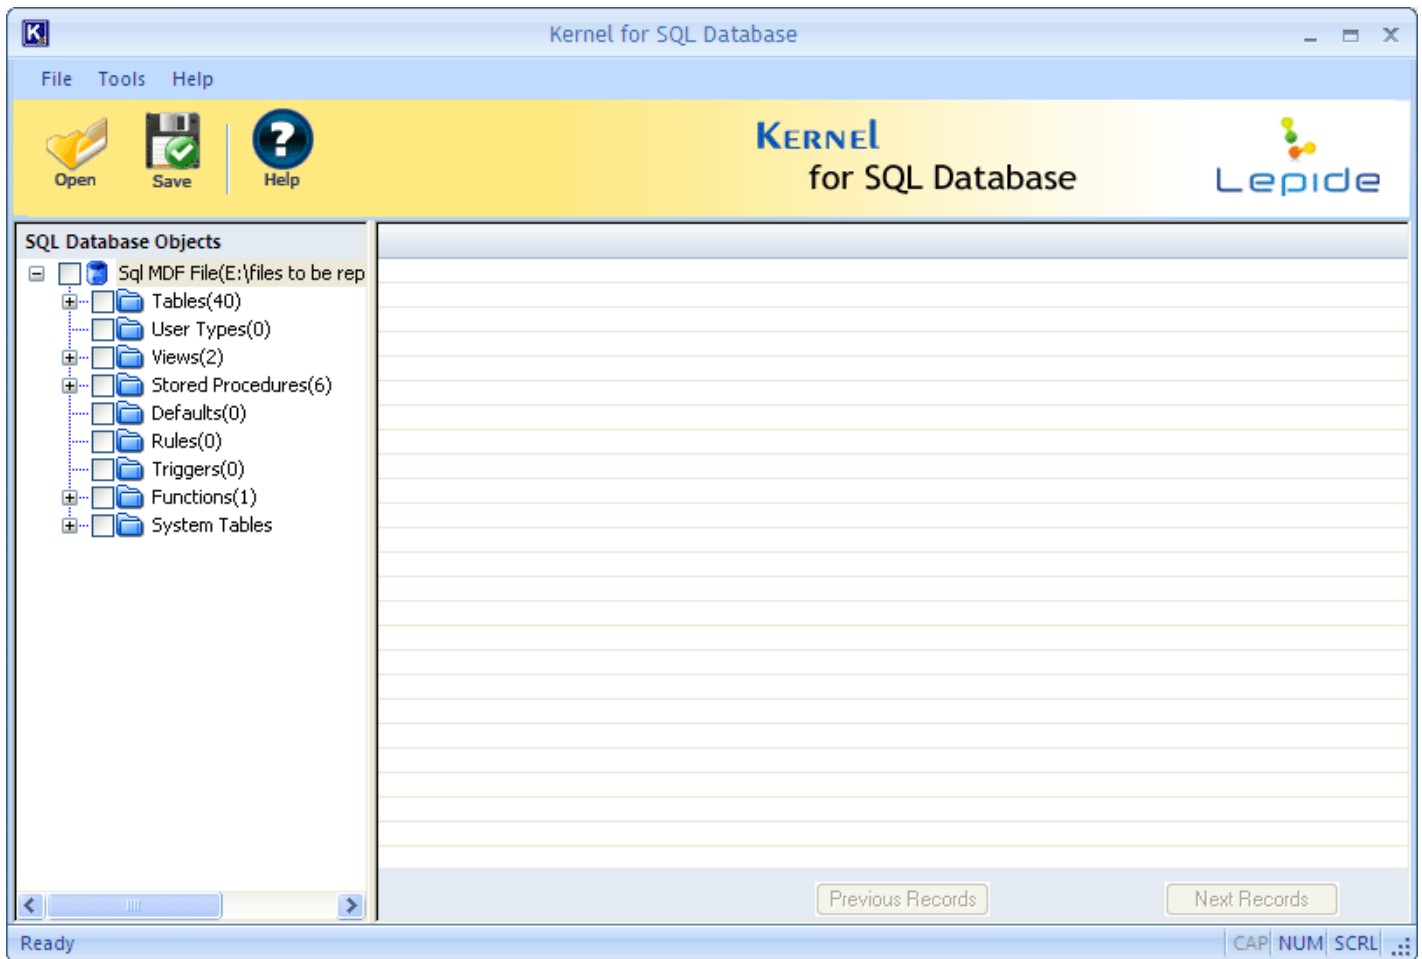 Kernel for SQL Database
File Tools Help
Open Save Help
KERNEl
for SQL Database
Lepide
SQL Database Objects
Sql MDF File(E:\files to be rep
Tables(40)
User Types(0)
Views(2)
Stored Procedures(6)
Defaults(0)
Rules(0)
Triggers(0)
Functions(1)
System Tables
Previous Records Next Records
Ready CAP NUM SCRL